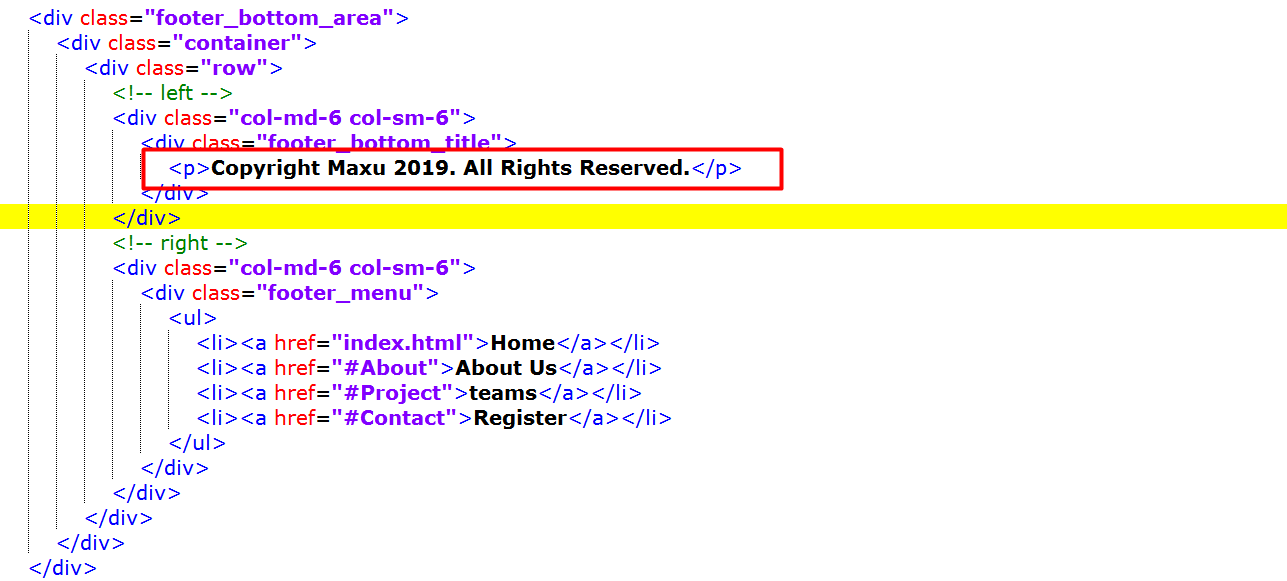 <div class="footer_bottom_area">
<div class="container">
<div class="row">
<!-- left -->
<div class="col-md-6 col-sm-6">
<div class="footer_bottom_title">
<p>Copyright Maxu 2019. All Rights Reserved.</p>
</div>
</div>
<!-- right -->
<div class="col-md-6 col-sm-6">
<div class="footer_menu">
<ul>
<li><a href="index.html">Home</a></li>
<li><a href="#About">About Us</a></li>
<li><a href="#Project">teams</a></li>
<li><a href="#Contact">Register</a></li>
</ul>
</div>
</div>
</div>
</div>
</div>